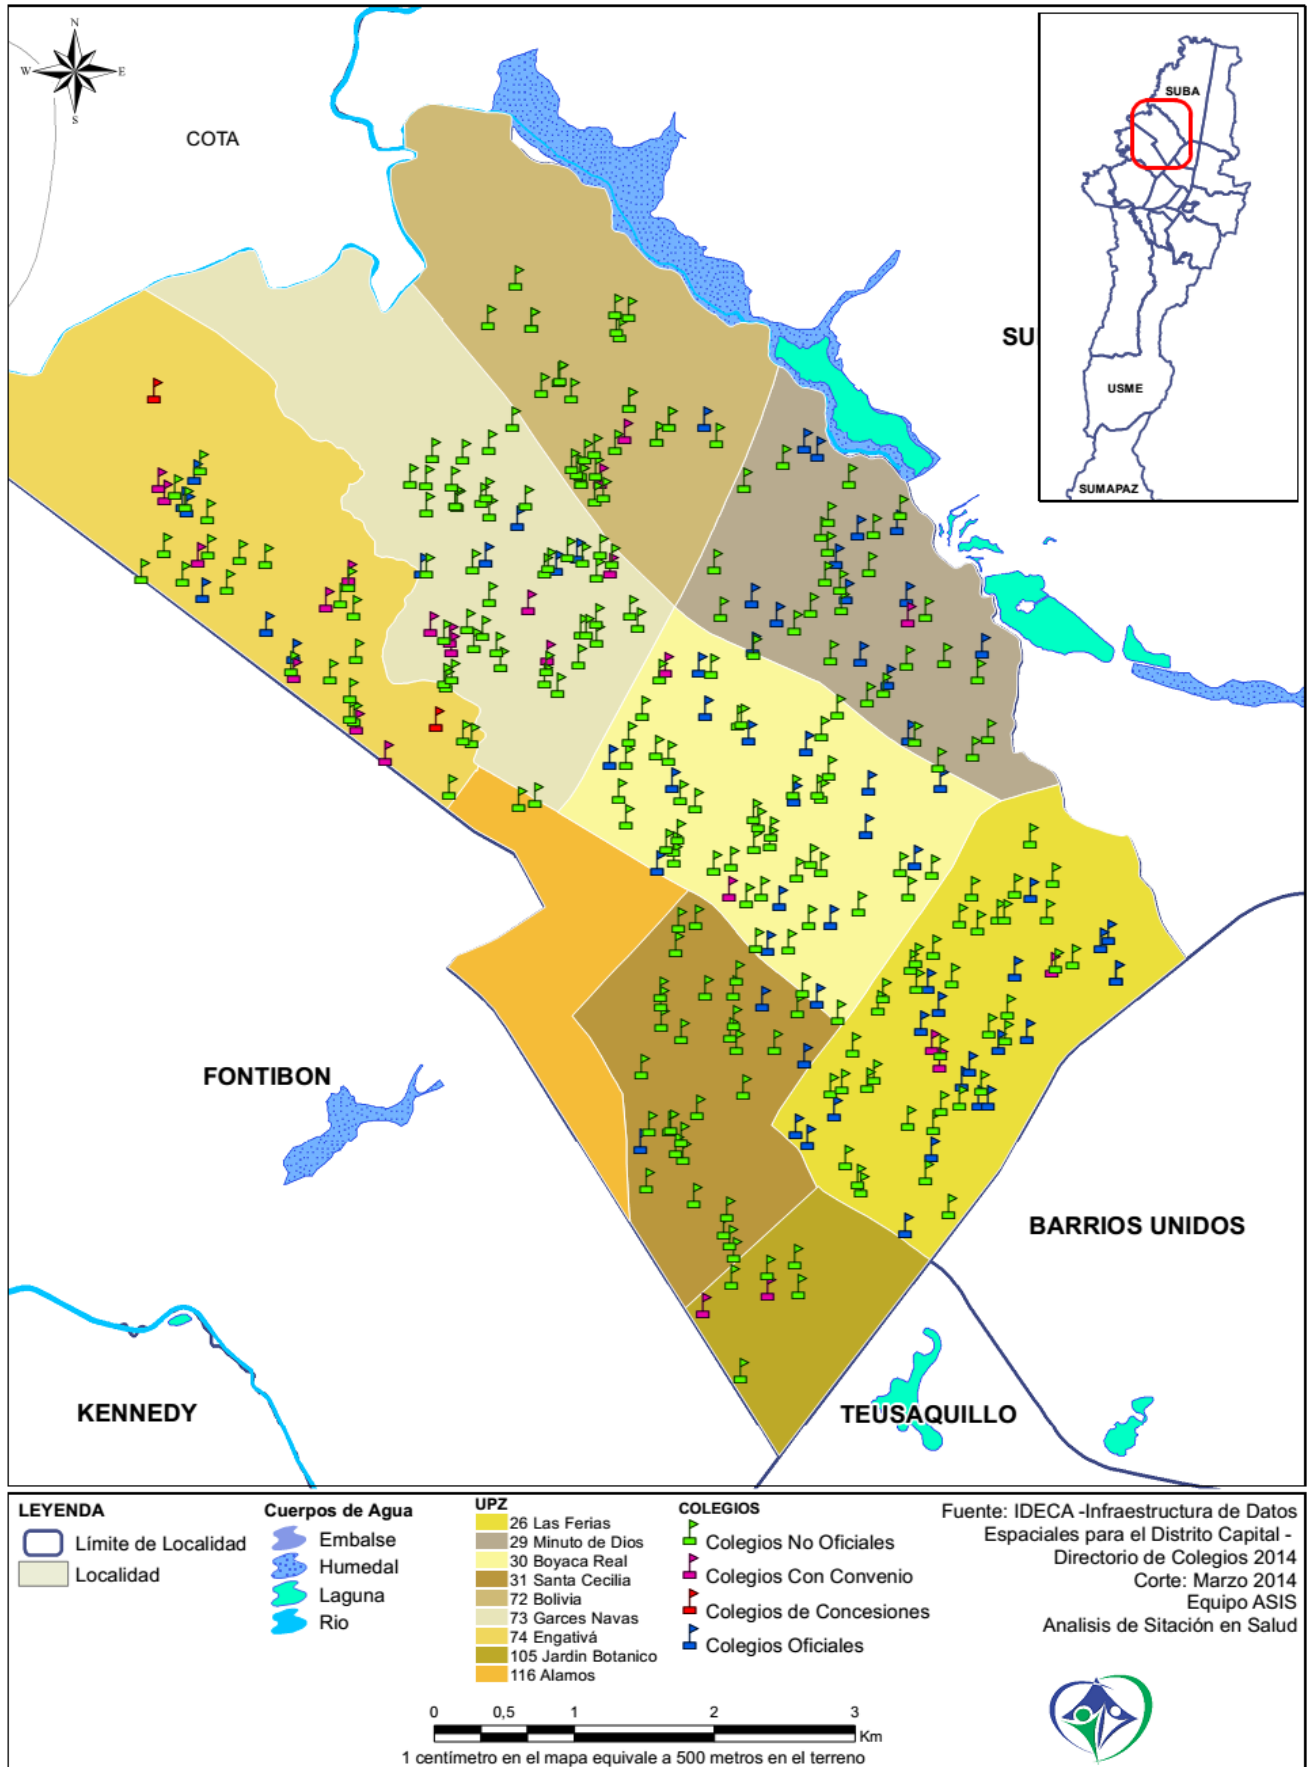 N
W
E
S
COTA
SUBA
SU
USME
SUMAPAZ
FONTIBON
BARRIOS UNIDOS
KENNEDY
TEUSAQUILLO
LEYENDA
Límite de Localidad
Localidad
Cuerpos de Agua
Embalse
Humedal
Laguna
Rio
UPZ
26 Las Ferias
29 Minuto de Dios
30 Boyaca Real
31 Santa Cecilia
72 Bolivia
73 Garces Navas
74 Engativá
105 Jardin Botanico
116 Alamos
COLEGIOS
Colegios No Oficiales
Colegios Con Convenio
Colegios de Concesiones
Colegios Oficiales
Fuente: IDECA -Infraestructura de Datos
Espaciales para el Distrito Capital -
Directorio de Colegios 2014
Corte: Marzo 2014
Equipo ASIS
Analisis de Sitación en Salud
0 0,5 1 2 3
Km
1 centímetro en el mapa equivale a 500 metros en el terreno